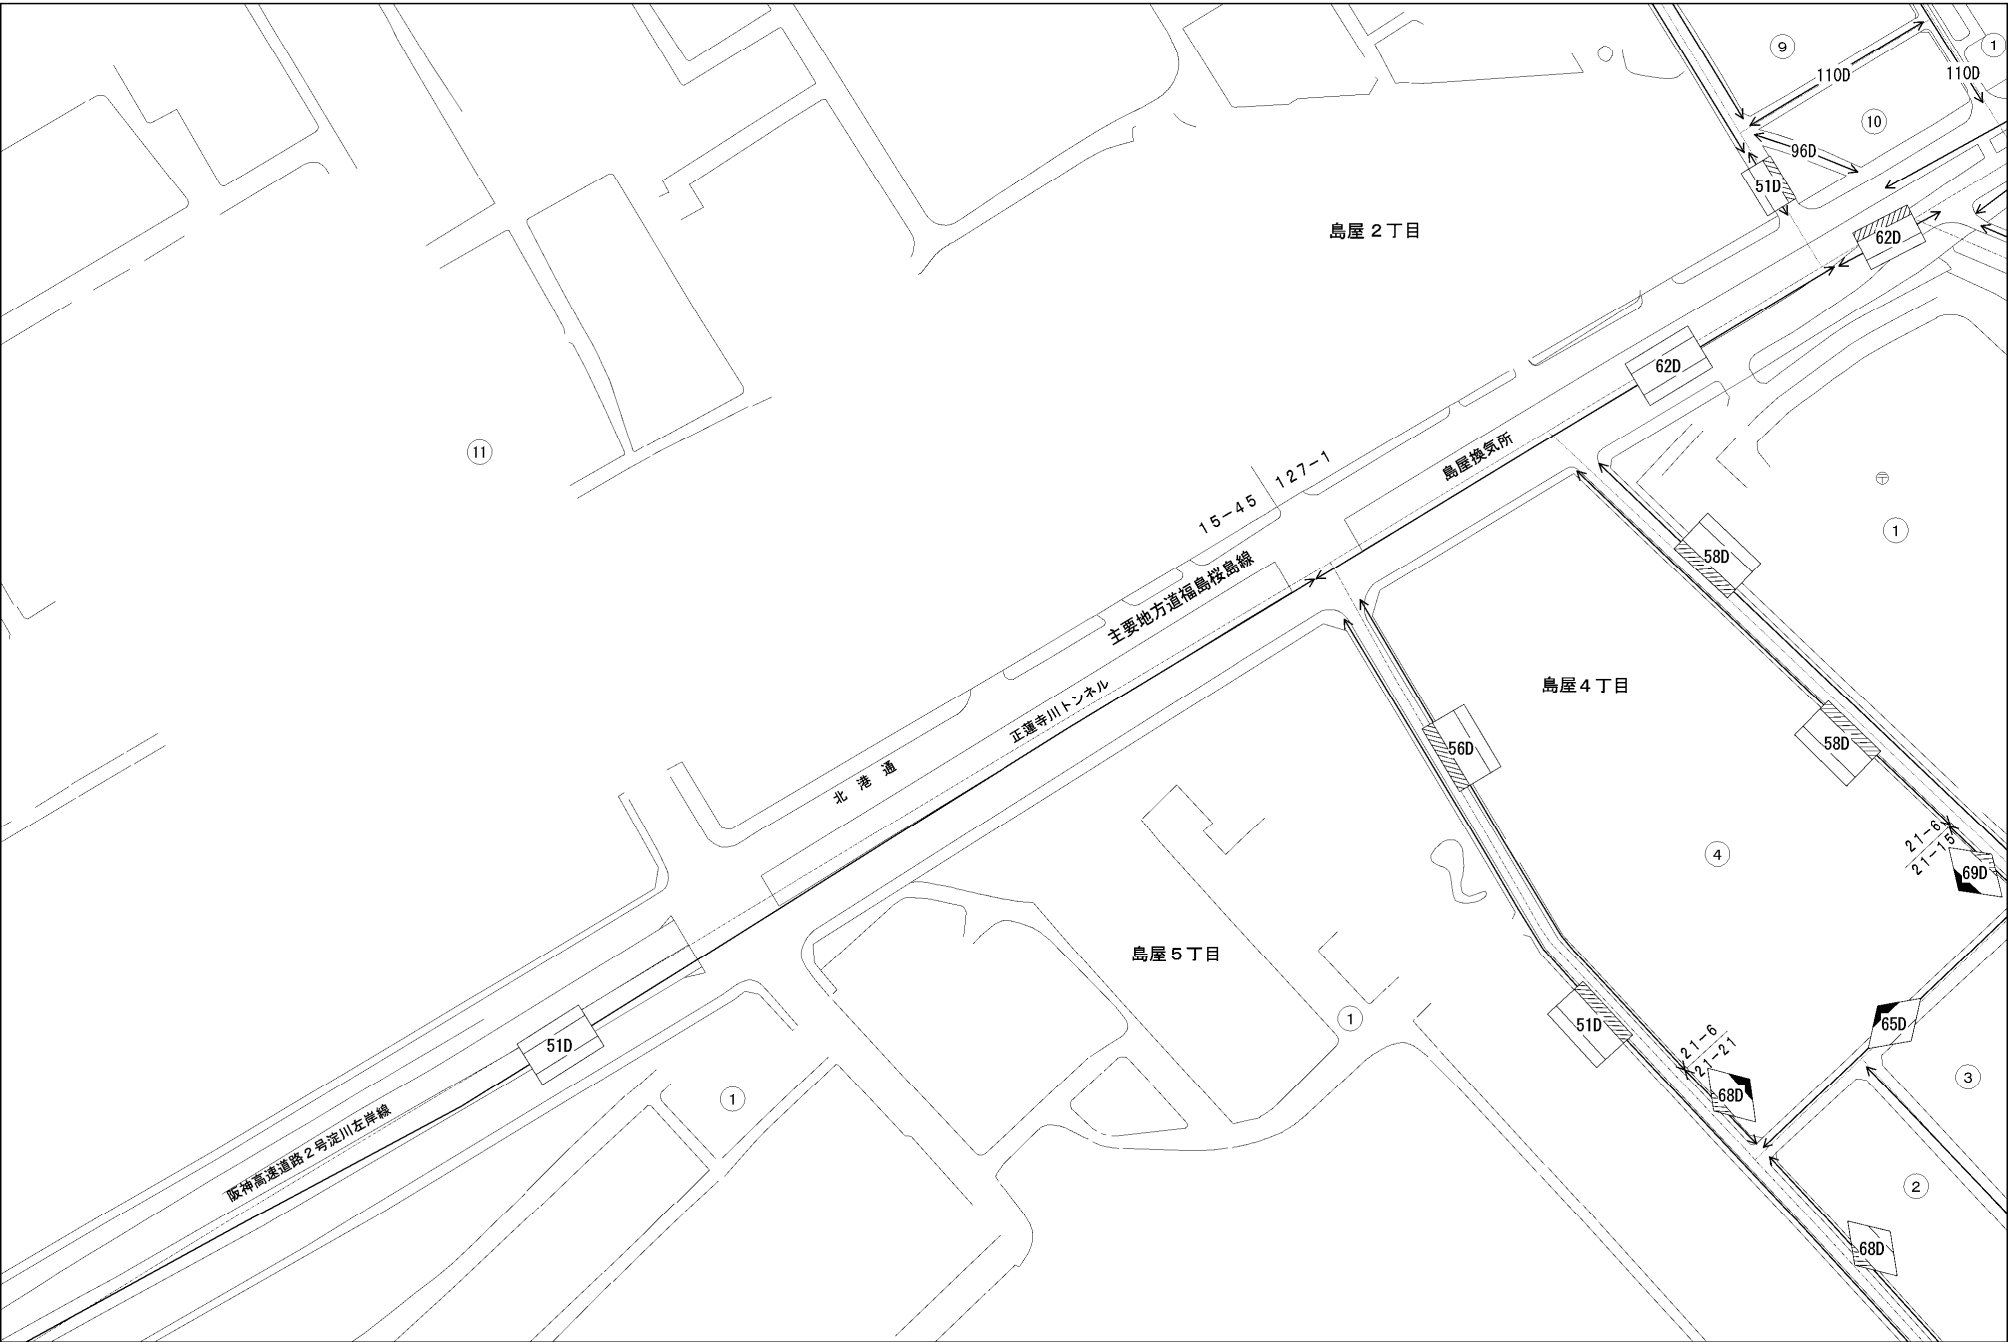 9
1
110D
110D
10
96D
51D
島屋２丁目
62D
62D
11
島屋換気所
15-45 127-1
〒
1
58D
主要地方道福島桜島線
島屋４丁目
正蓮寺川トンネル
58D
56D
北港通
21-6
21-15
4
69D
島屋５丁目
1
51D
65D
51D
21-6
21-21
68D
3
1
阪神高速道路２号淀川左岸線
2
68D